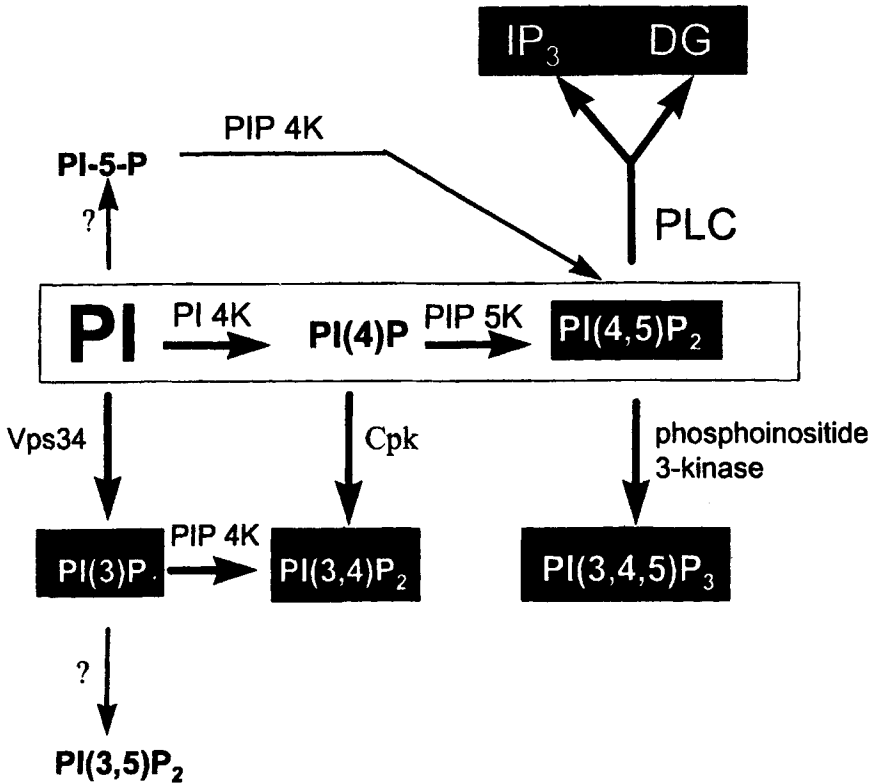 IP3 DG
PIP 4K
PI-5-P
?
PLC
PI PI 4K PI(4)P PIP 5K PI(4,5)P2
Vps34 Cpk phosphoinositide
3-kinase
PIP 4K
PI(3)P PI(3,4)P2 PI(3,4,5)P3
?
PI(3,5)P2